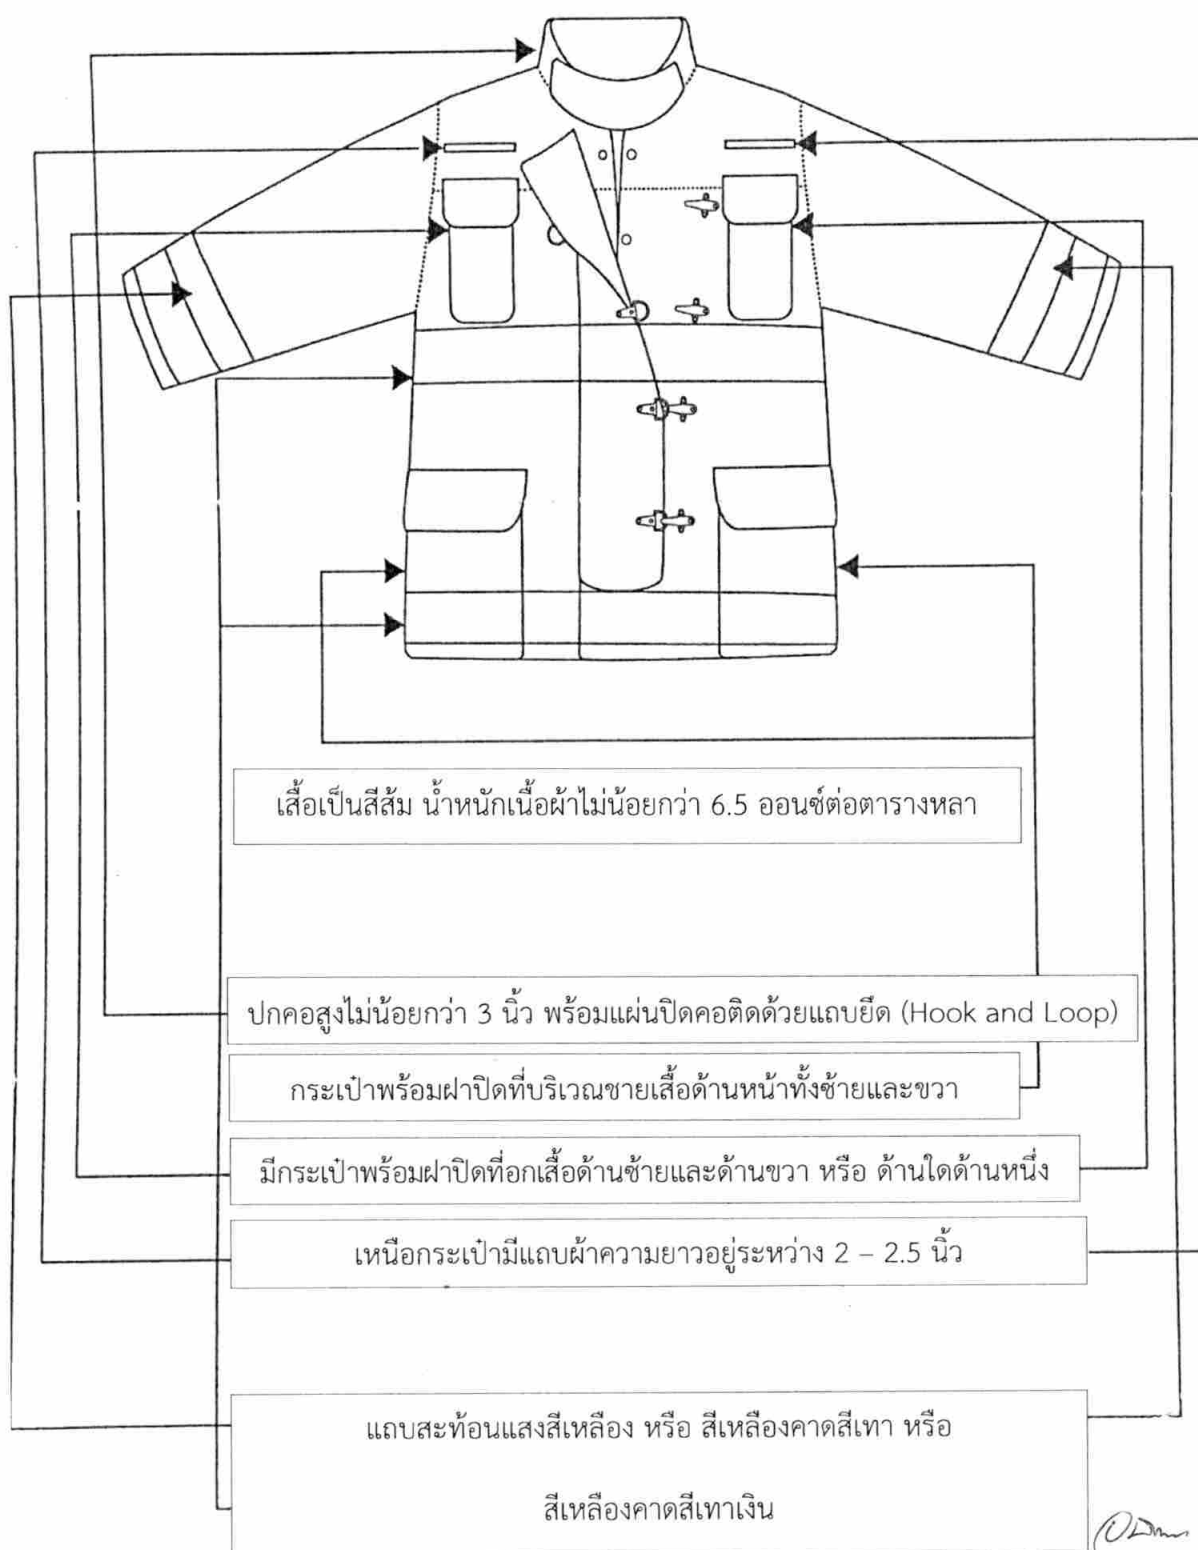 เสื้อเป็นสีส้ม น้ำหนักเนื้อผ้าไม่น้อยกว่า 6.5 ออนซ์ต่อตารางหลา
ปกคอสูงไม่น้อยกว่า 3 นิ้ว พร้อมแผ่นปิดคอติดด้วยแถบยึด (Hook and Loop)
กระเป๋าพร้อมฝาปิดที่บริเวณชายเสื้อด้านหน้าทั้งซ้ายและขวา
มีกระเป๋าพร้อมฝาปิดที่อกเสื้อด้านซ้ายและด้านขวา หรือ ด้านใดด้านหนึ่ง
เหนือกระเป๋ามีแถบผ้าความยาวอยู่ระหว่าง 2 – 2.5 นิ้ว
แถบสะท้อนแสงสีเหลือง หรือ สีเหลืองคาดสีเทา หรือ
สีเหลืองคาดสีเทาเงิน